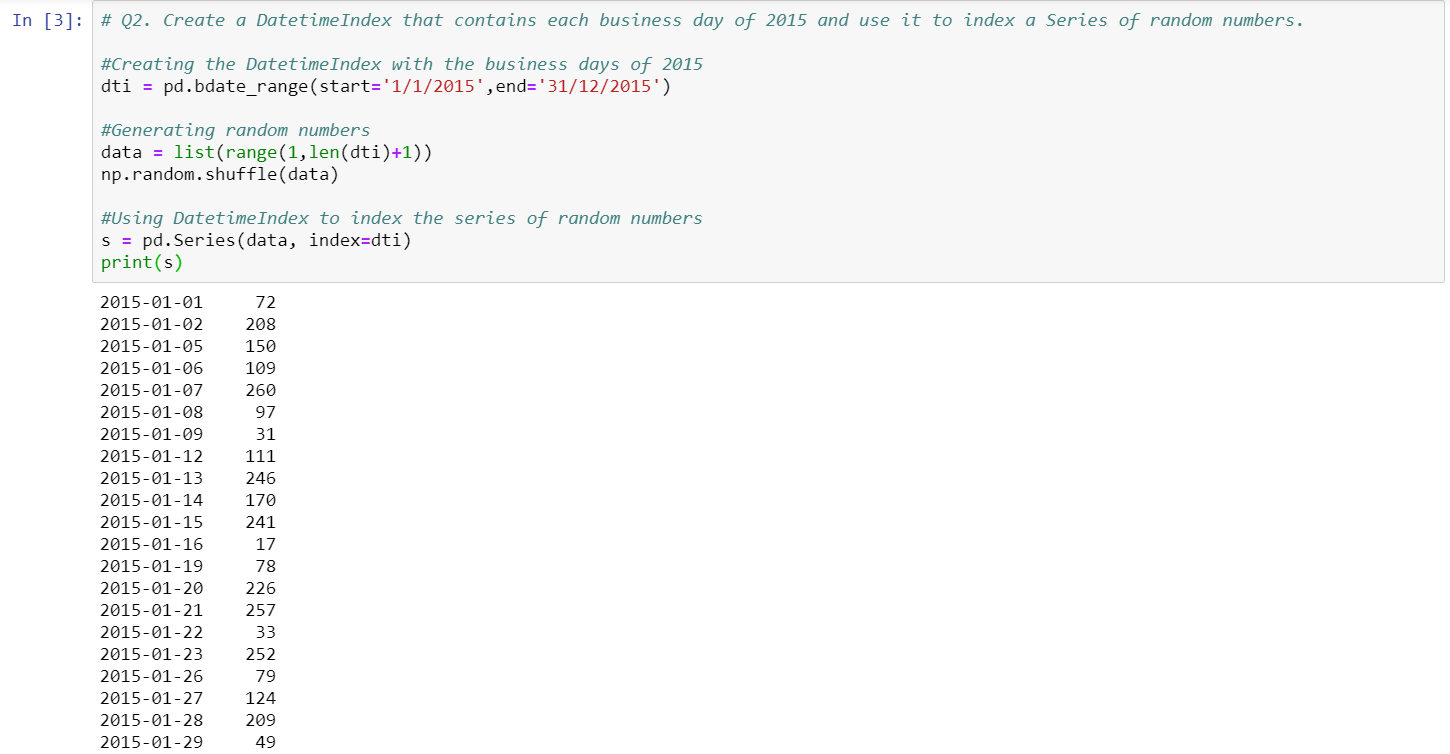 In [3]: # Q2. Create a DatetimeIndex that contains each business day of 2015 and use it to index a Series of random numbers.
#Creating the DatetimeIndex with the business days of 2015
dti = pd.bdate_range(start='1/1/2015',end='31/12/2015')
#Generating random numbers
data = list(range(1,len(dti)+1))
np.random.shuffle(data)
#Using DatetimeIndex to index the series of random numbers
s = pd.Series(data, index=dti)
print(s)
2015-01-01 72
2015-01-02 208
2015-01-05 150
2015-01-06 109
2015-01-07 260
2015-01-08 97
2015-01-09 31
2015-01-12 111
2015-01-13 246
2015-01-14 170
2015-01-15 241
2015-01-16 17
2015-01-19 78
2015-01-20 226
2015-01-21 257
2015-01-22 33
2015-01-23 252
2015-01-26 79
2015-01-27 124
2015-01-28 209
2015-01-29 49